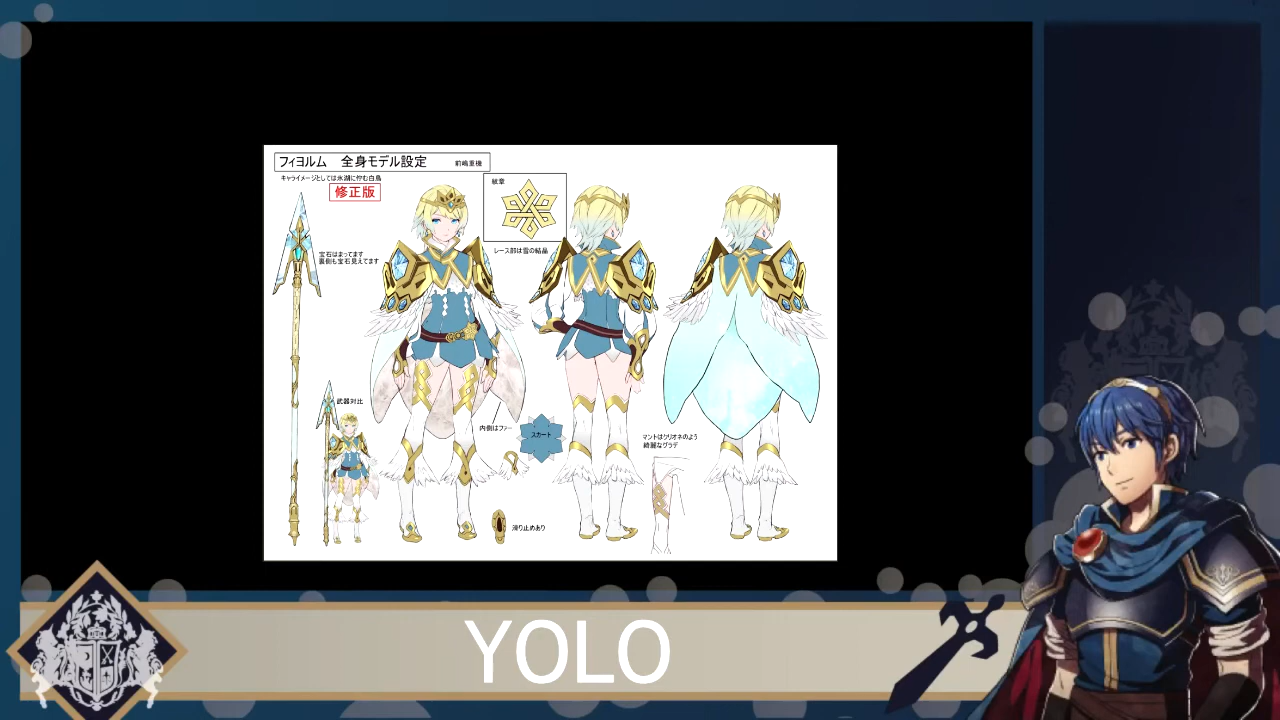 フィヨルム 全身モデル設定 前嶋重機
キャライメージとしては氷湖に佇む白鳥
修正版
紋章
レース部は雪の結晶
宝石はまってます
裏側も宝石見えてます
武器対比
内側はファー
スカート
マントはクリオネのよう
綺麗なグラデ
滑り止めあり
YOLO